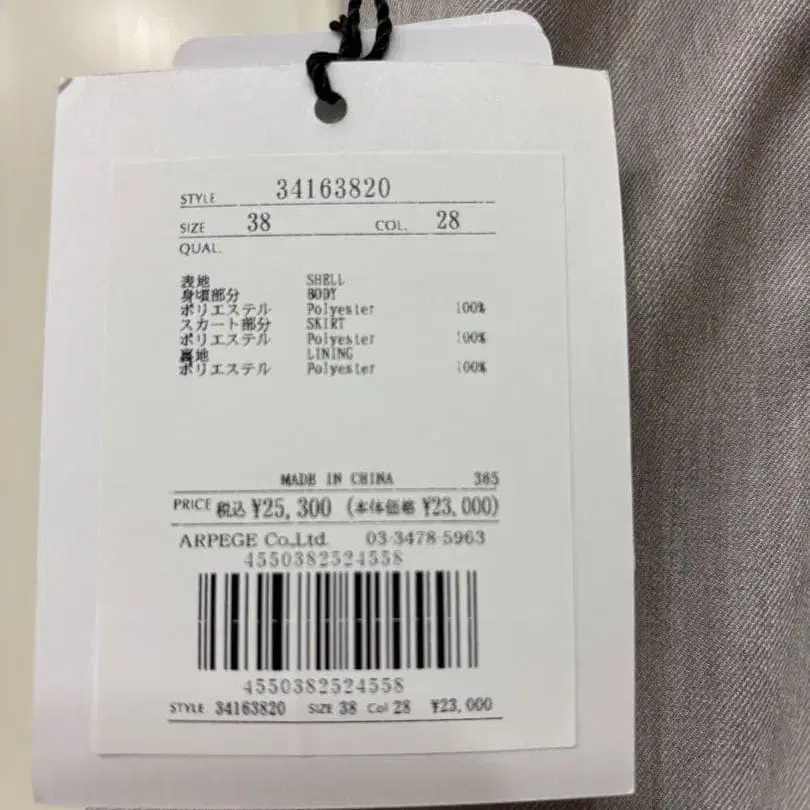 STYLE 34163820
SIZE 38 COL. 28
QUAL.
表地 SHELL
身頃部分 BODY
ポリエステル Polyester 100%
スカート部分 SKIRT
ポリエステル Polyester 100%
裏地 LINING
ポリエステル Polyester 100%
MADE IN CHINA 365
PRICE 税込 ¥25,300 (本体価格 ¥23,000)
ARPEGE Co.,Ltd. 03-3478-5963
4550382524558
4550382524558
STYLE 34163820 SIZE 38 Col 28 ¥23,000